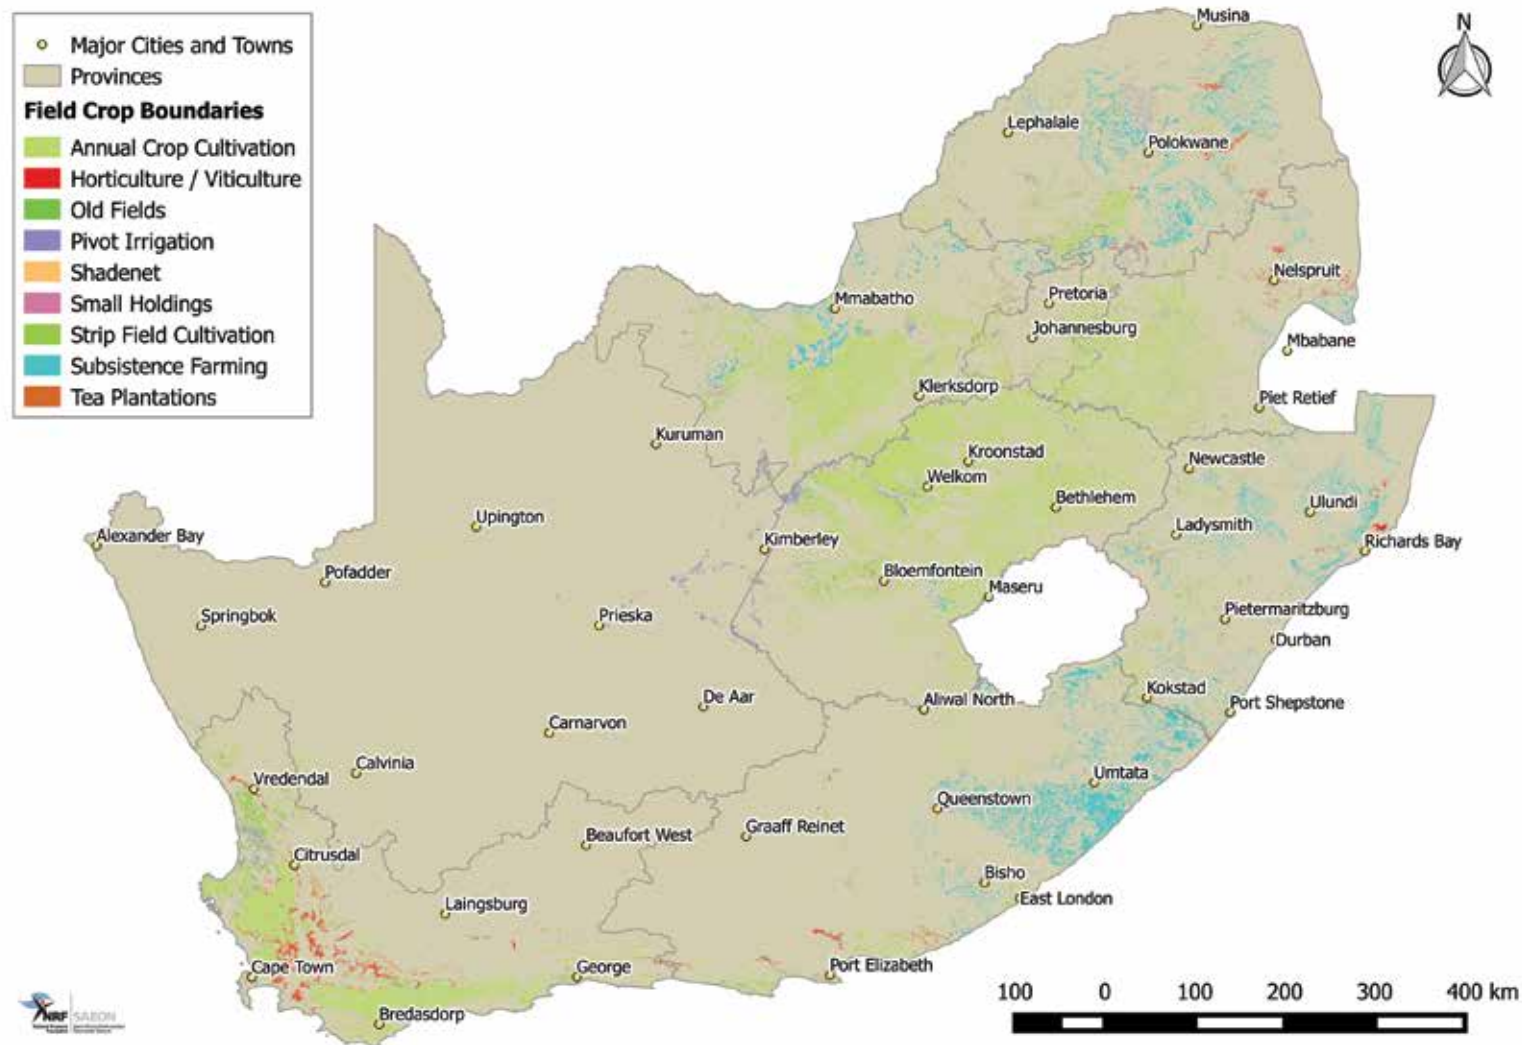 Major Cities and Towns
Provinces
Field Crop Boundaries
Annual Crop Cultivation
Horticulture / Viticulture
Old Fields
Pivot Irrigation
Shadenet
Small Holdings
Strip Field Cultivation
Subsistence Farming
Tea Plantations
N
Musina
Lephalale
Polokwane
Nelspruit
Mmabatho
Pretoria
Johannesburg
Mbabane
Klerksdorp
Piet Retief
Kuruman
Kroonstad
Newcastle
Welkom
Bethlehem
Ulundi
Upington
Ladysmith
Alexander Bay
Kimberley
Richards Bay
Pofadder
Bloemfontein
Maseru
Springbok
Prieska
Pietermaritzburg
Durban
Kokstad
De Aar
Aliwal North
Port Shepstone
Carnarvon
Calvinia
Vredendal
Umtata
Queenstown
Graaff Reinet
Beaufort West
Citrusdal
Bisho
Laingsburg
East London
Cape Town
George
Port Elizabeth
Bredasdorp
100 0 100 200 300 400 km
NRF SAEON